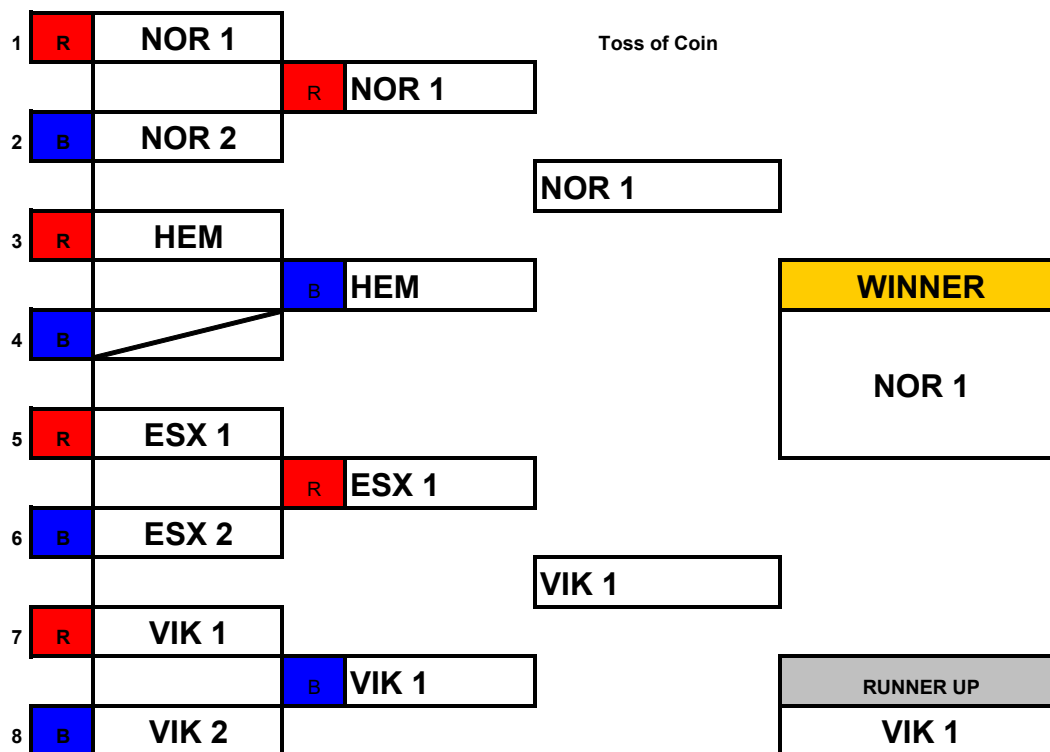 1 R NOR 1 Toss of Coin
R NOR 1
2 B NOR 2
NOR 1
3 R HEM
B HEM WINNER
4 B
NOR 1
5 R ESX 1
R ESX 1
6 B ESX 2
VIK 1
7 R VIK 1
B VIK 1 RUNNER UP
8 B VIK 2 VIK 1